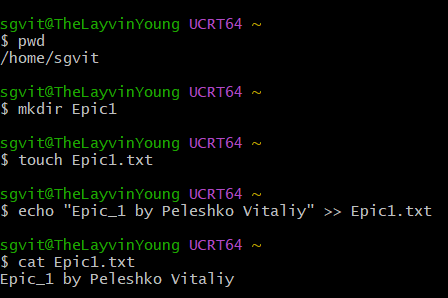 sgvit@TheLayvinYoung UCRT64 ~
$ pwd
/home/sgvit
sgvit@TheLayvinYoung UCRT64 ~
$ mkdir Epic1
sgvit@TheLayvinYoung UCRT64 ~
$ touch Epic1.txt
sgvit@TheLayvinYoung UCRT64 ~
$ echo "Epic_1 by Peleshko Vitaliy" >> Epic1.txt
sgvit@TheLayvinYoung UCRT64 ~
$ cat Epic1.txt
Epic_1 by Peleshko Vitaliy